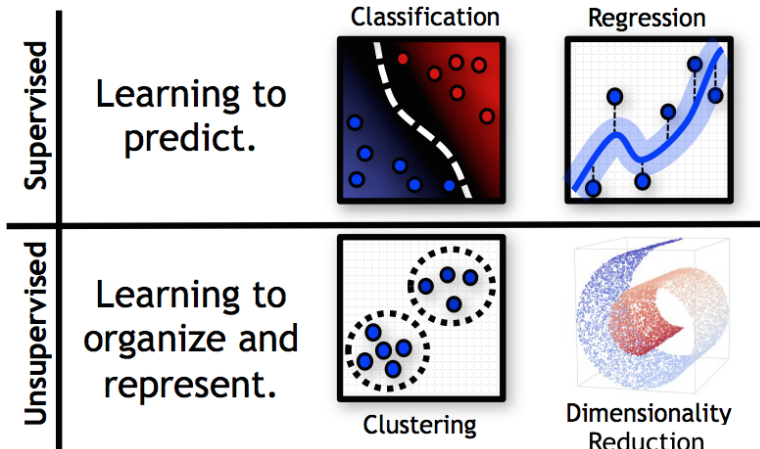 Classification
Regression
Supervised
Learning to
predict.
Unsupervised
Learning to
organize and
represent.
Clustering
Dimensionality
Reduction